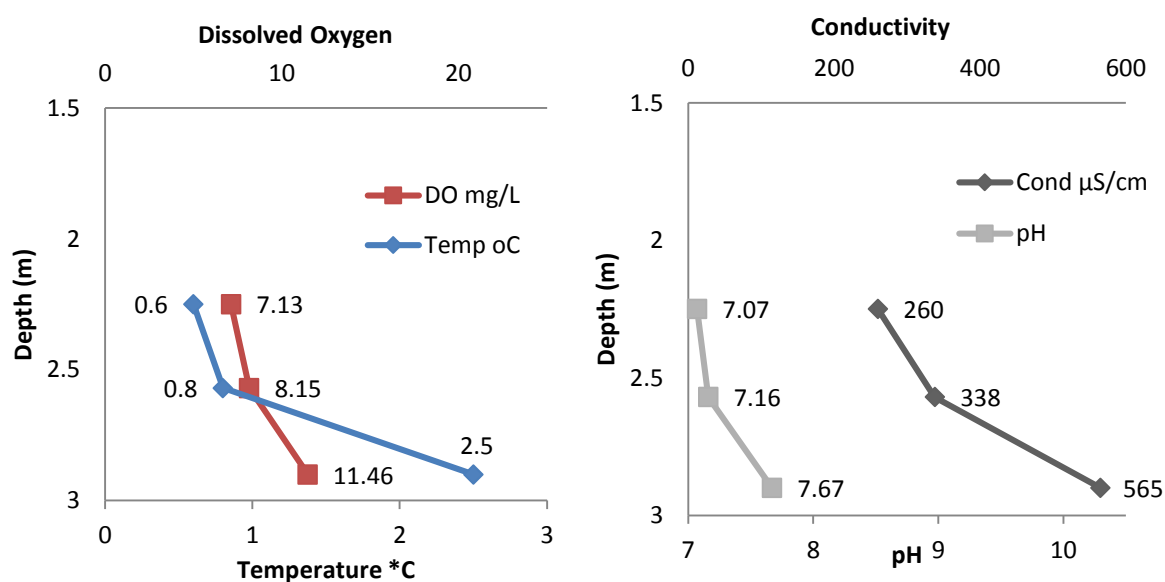 Dissolved Oxygen
0 10 20
1.5
2
2.5
3
Depth (m)
DO mg/L
Temp oC
0.6
7.13
0.8
8.15
2.5
11.46
0 1 2 3
Temperature *C
Conductivity
0 200 400 600
1.5
2
2.5
3
Depth (m)
Cond µS/cm
pH
7.07
260
7.16
338
7.67
565
7 8 9 10
pH